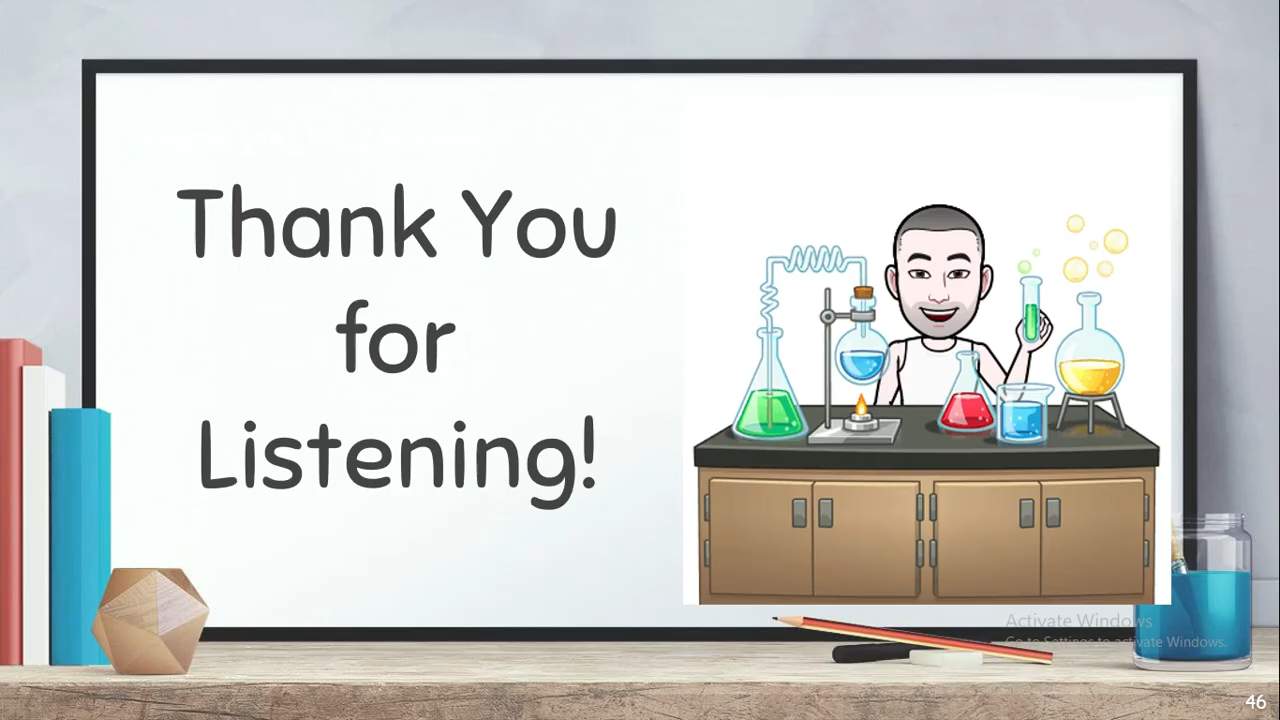 Thank You
for
Listening!
Activate Windows
Go to Settings to activate Windows.
46